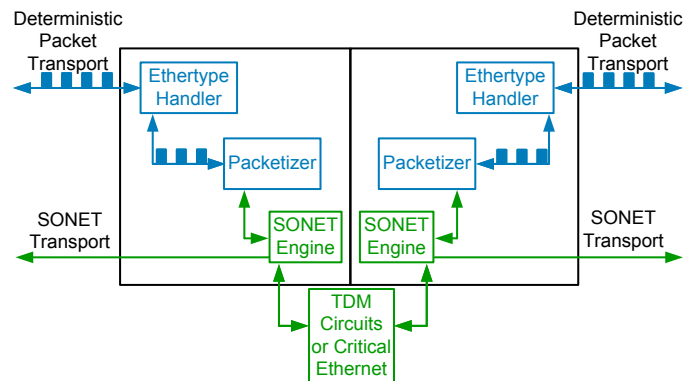 Deterministic
Packet
Transport
Deterministic
Packet
Transport
Ethertype
Handler
Ethertype
Handler
Packetizer
Packetizer
SONET
Transport
SONET
Engine
SONET
Engine
SONET
Transport
TDM
Circuits
or Critical
Ethernet